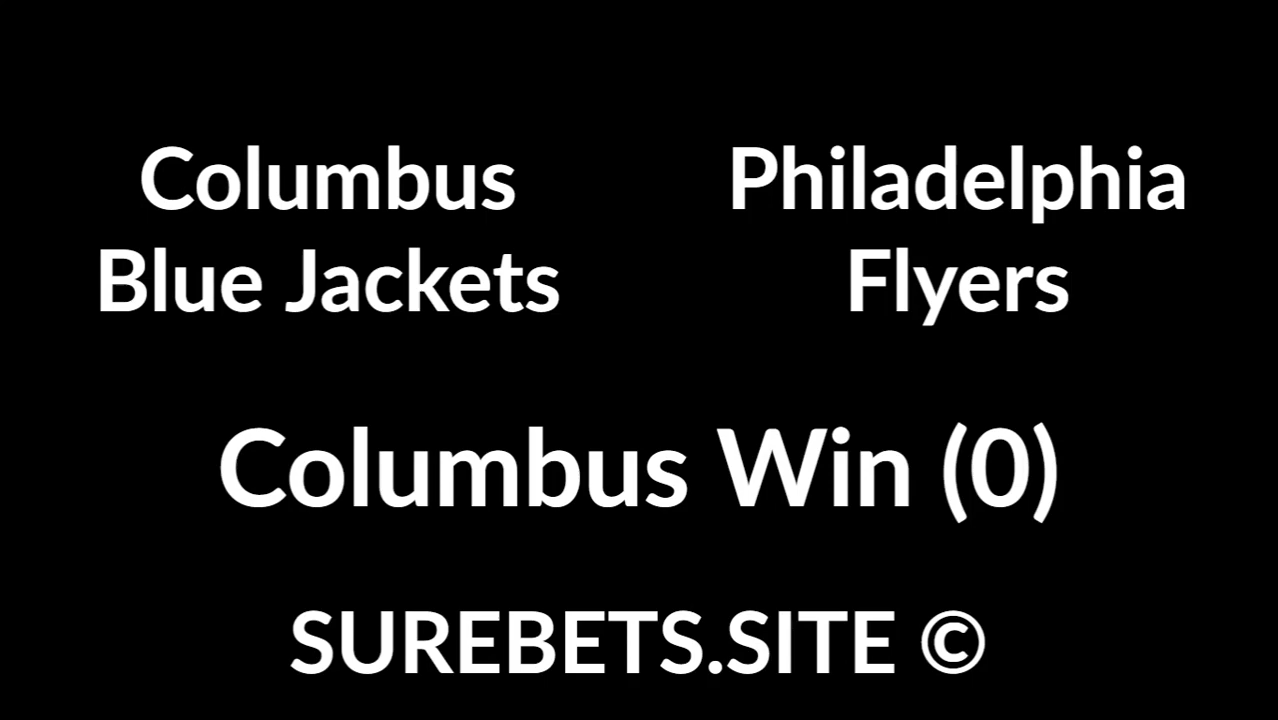 Columbus
Blue Jackets
Philadelphia
Flyers
Columbus Win (0)
SUREBETS.SITE ©